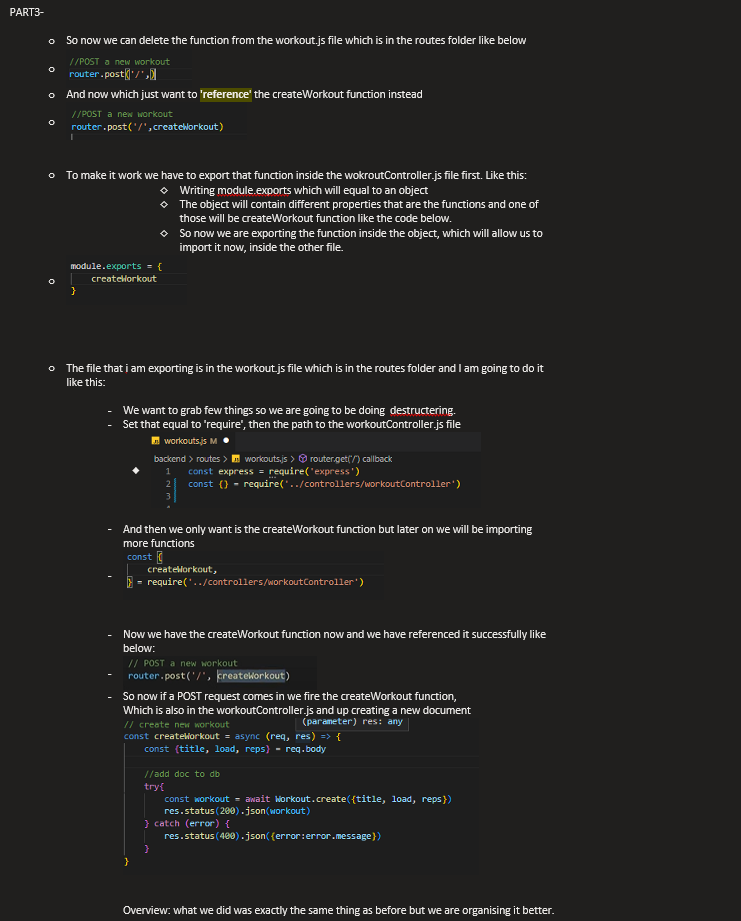 PART3-
o So now we can delete the function from the workout.js file which is in the routes folder like below
//POST a new workout
router.post('/',)
o And now which just want to 'reference' the createWorkout function instead
//POST a new workout
router.post('/',createWorkout)
o To make it work we have to export that function inside the wokroutController.js file first. Like this:
Writing module.exports which will equal to an object
The object will contain different properties that are the functions and one of
those will be createWorkout function like the code below.
So now we are exporting the function inside the object, which will allow us to
import it now, inside the other file.
module.exports = {
createWorkout
}
o The file that i am exporting is in the workout.js file which is in the routes folder and I am going to do it
like this:
- We want to grab few things so we are going to be doing destructering.
- Set that equal to 'require', then the path to the workoutController.js file
JS workouts.js M ●
backend > routes > JS workouts.js > router.get('/') callback
1 const express = require('express')
2 const {} = require('../controllers/workoutController')
3
- And then we only want is the createWorkout function but later on we will be importing
more functions
const {
createWorkout,
} = require('../controllers/workoutController')
- Now we have the createWorkout function now and we have referenced it successfully like
below:
// POST a new workout
router.post('/', createWorkout)
- So now if a POST request comes in we fire the createWorkout function,
Which is also in the workoutController.js and up creating a new document
// create new workout (parameter) res: any
const createWorkout = async (req, res) => {
const {title, load, reps} = req.body
//add doc to db
try{
const workout = await Workout.create({title, load, reps})
res.status(200).json(workout)
} catch (error) {
res.status(400).json({error:error.message})
}
}
Overview: what we did was exactly the same thing as before but we are organising it better.